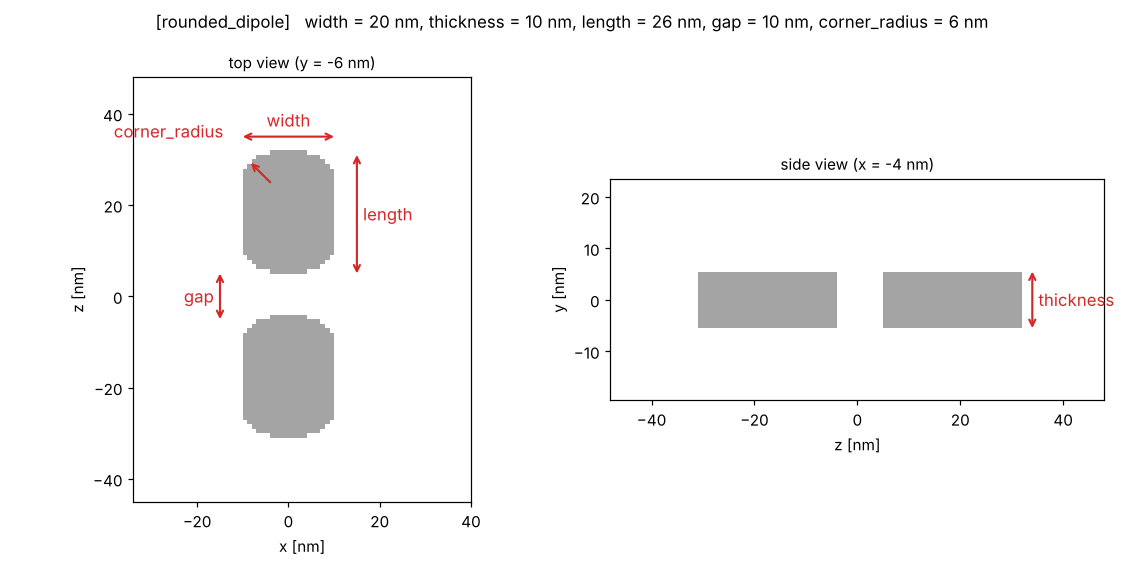 [rounded_dipole]   width = 20 nm, thickness = 10 nm, length = 26 nm, gap = 10 nm, corner_radius = 6 nm
top view (y = -6 nm)
corner_radius
width
length
gap
40
20
0
−20
−40
z [nm]
−20
0
20
40
x [nm]
side view (x = -4 nm)
thickness
20
10
0
−10
y [nm]
−40
−20
0
20
40
z [nm]